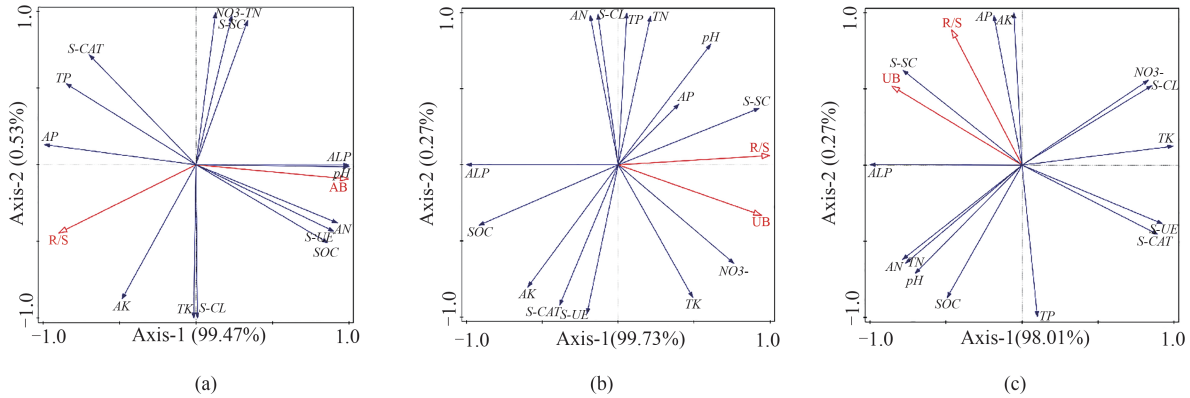 1.0
NO3-TN
S-SC
S-CAT
TP
AP
ALP
pH
AB
R/S
AN
S-UE
SOC
AK
TK
S-CL
Axis-2 (0.53%)
−1.0
Axis-1 (99.47%)
−1.0
1.0
(a)
1.0
AN
S-CL
TP
TN
pH
AP
S-SC
R/S
ALP
UB
SOC
NO3-
AK
TK
S-CAT
S-UE
Axis-2 (0.27%)
−1.0
Axis-1(99.73%)
−1.0
1.0
(b)
1.0
R/S
AP
AK
S-SC
UB
NO3-
S-CL
TK
ALP
S-UE
S-CAT
AN
TN
pH
SOC
TP
Axis-2 (0.27%)
−1.0
Axis-1(98.01%)
−1.0
1.0
(c)